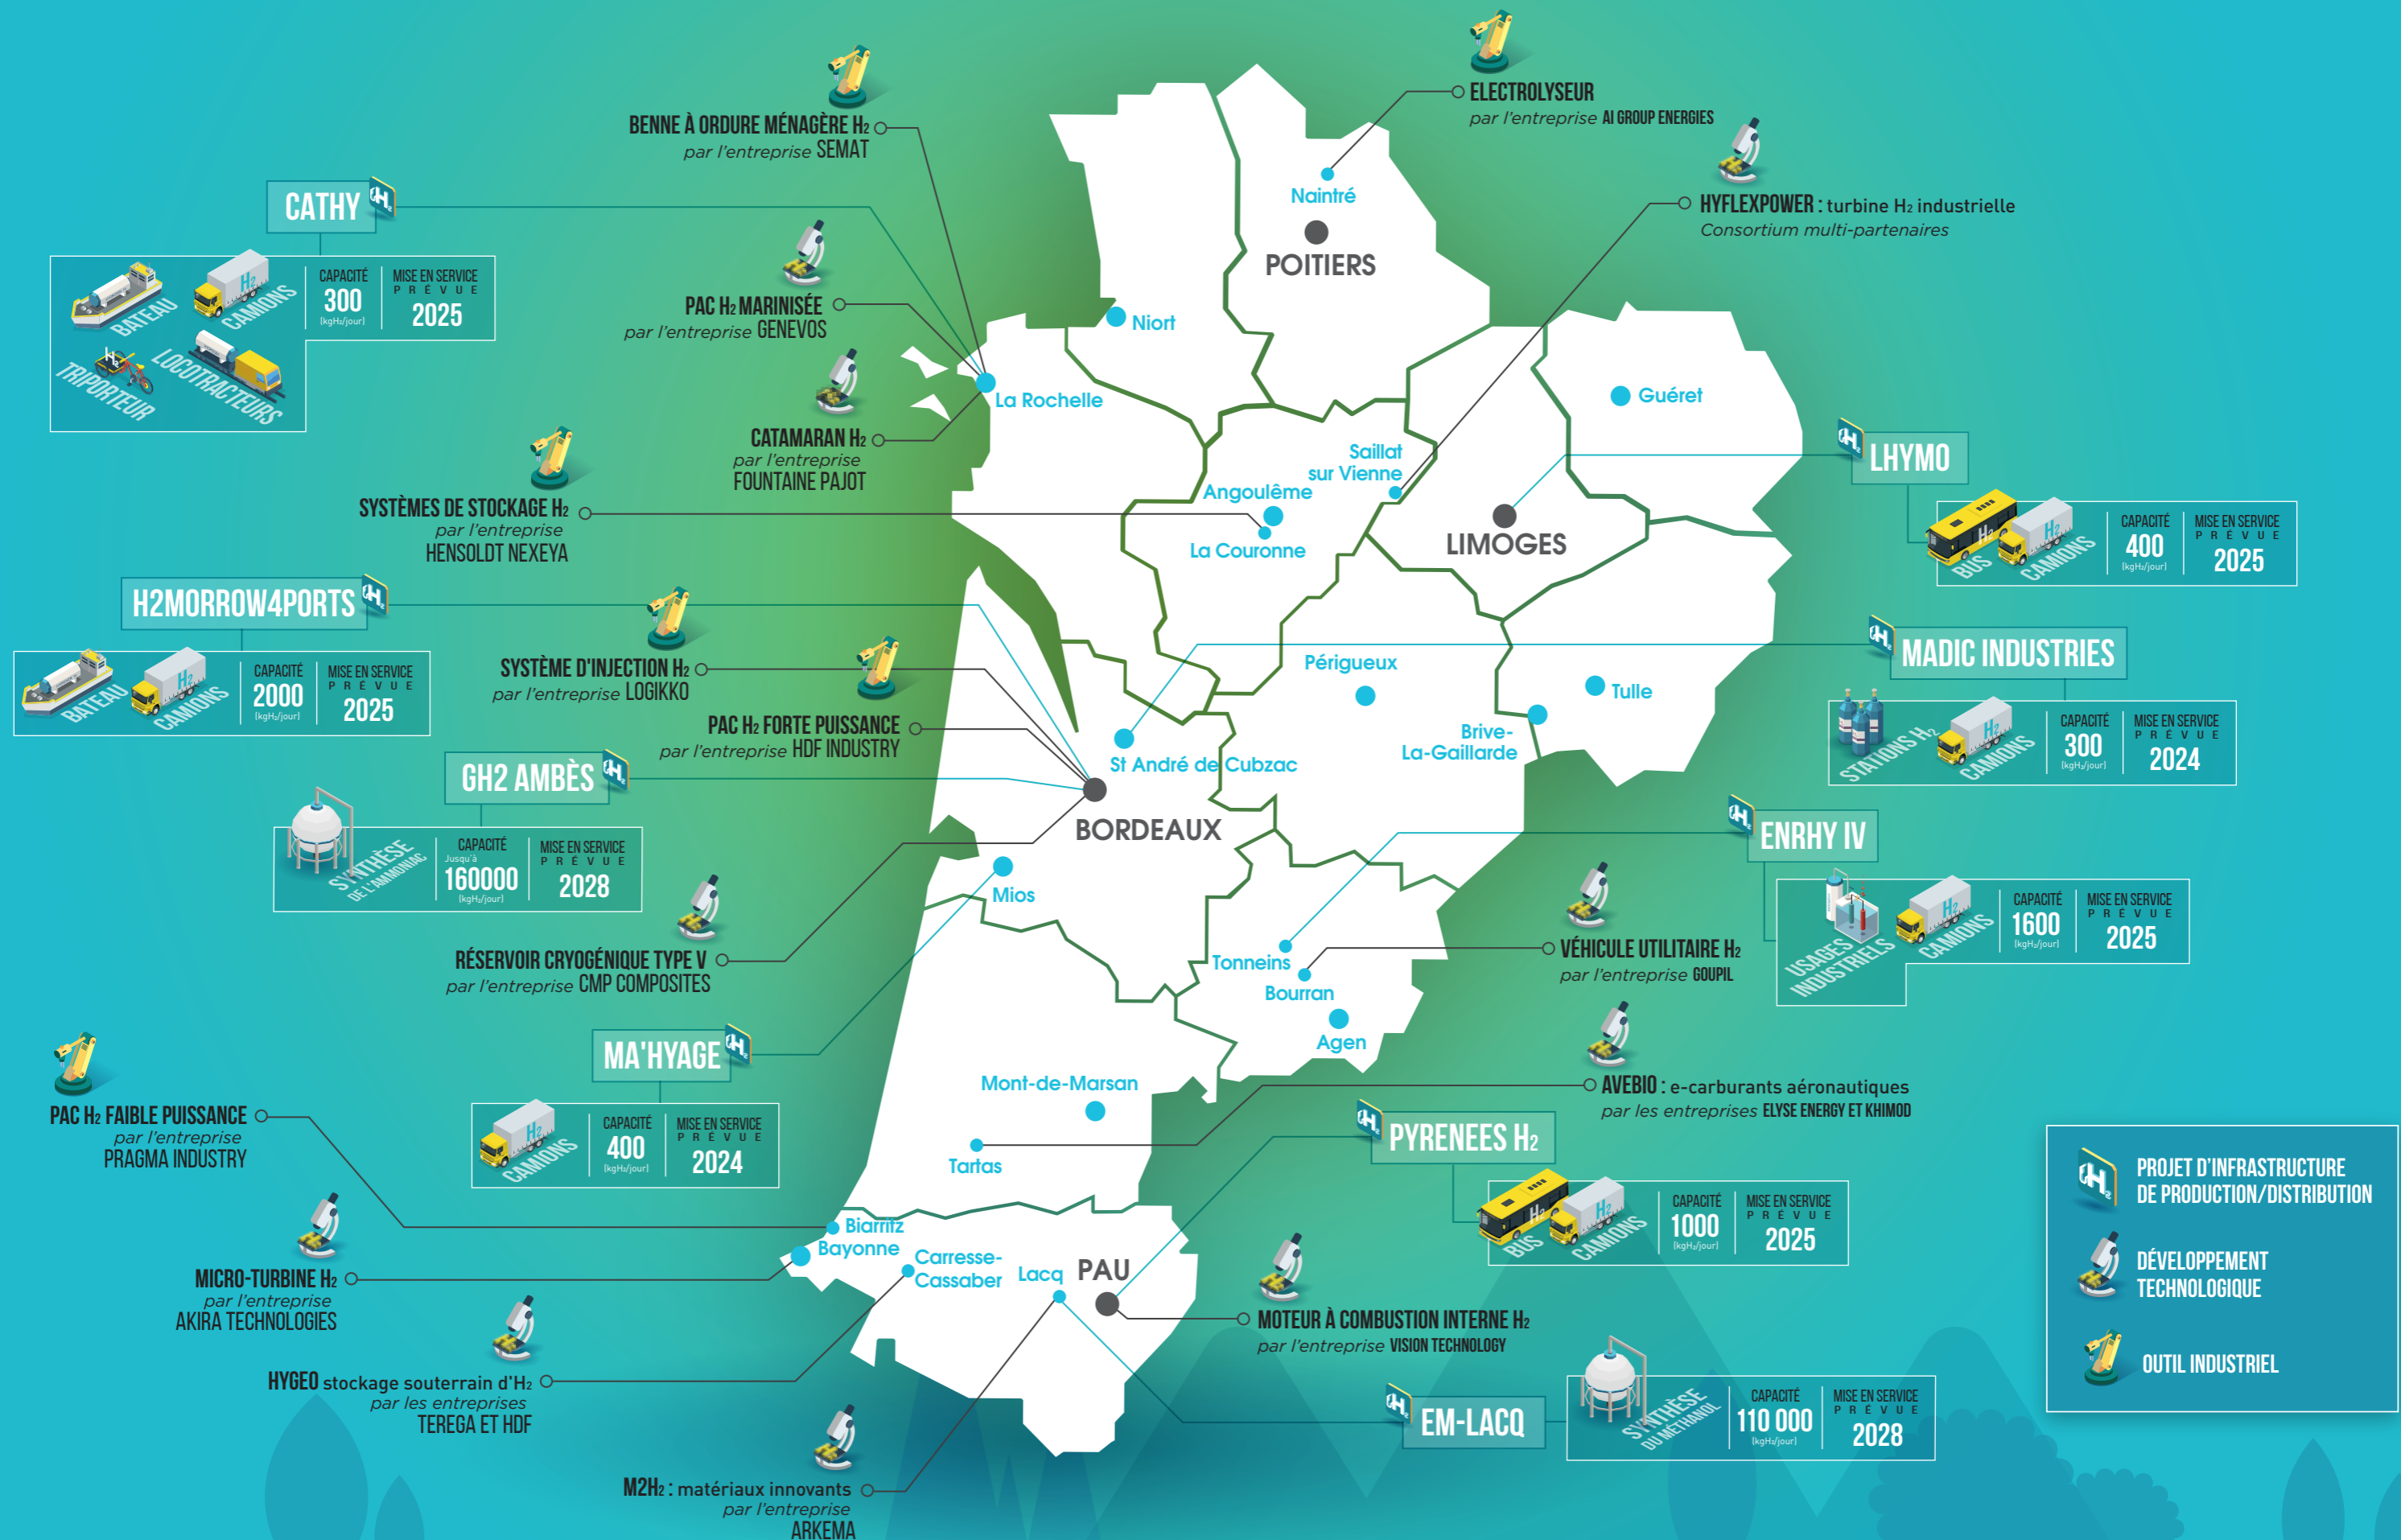 BENNE À ORDURE MÉNAGÈRE H₂
par l'entreprise SEMAT
ELECTROLYSEUR
par l'entreprise AI GROUP ENERGIES
HYFLEXPOWER : turbine H₂ industrielle
Consortium multi-partenaires
CATHY
BATEAU
CAMIONS
TRIPORTEUR
LOCOTRACTEURS
CAPACITÉ
300
(kgH₂/jour)
MISE EN SERVICE
PRÉVUE
2025
PAC H₂ MARINISÉE
par l'entreprise GENEVOS
CATAMARAN H₂
par l'entreprise
FOUNTAINE PAJOT
SYSTÈMES DE STOCKAGE H₂
par l'entreprise
HENSOLDT NEXEYA
H2MORROW4PORTS
BATEAU
CAMIONS
CAPACITÉ
2000
(kgH₂/jour)
MISE EN SERVICE
PRÉVUE
2025
SYSTÈME D'INJECTION H₂
par l'entreprise LOGIKKO
PAC H₂ FORTE PUISSANCE
par l'entreprise HDF INDUSTRY
GH2 AMBÈS
SYNTHÈSE
DE L'AMMONIAC
CAPACITÉ
Jusqu'à
160000
(kgH₂/jour)
MISE EN SERVICE
PRÉVUE
2028
RÉSERVOIR CRYOGÉNIQUE TYPE V
par l'entreprise CMP COMPOSITES
MA'HYAGE
CAMIONS
CAPACITÉ
400
(kgH₂/jour)
MISE EN SERVICE
PRÉVUE
2024
PAC H₂ FAIBLE PUISSANCE
par l'entreprise
PRAGMA INDUSTRY
MICRO-TURBINE H₂
par l'entreprise
AKIRA TECHNOLOGIES
HYGEO stockage souterrain d'H₂
par les entreprises
TEREGA ET HDF
M2H₂ : matériaux innovants
par l'entreprise
ARKEMA
Naintré
POITIERS
Niort
La Rochelle
Guéret
Saillat
sur Vienne
Angoulême
La Couronne
LIMOGES
Périgueux
Tulle
Brive-
La-Gaillarde
St André de Cubzac
BORDEAUX
Mios
Tonneins
Bourran
Agen
Mont-de-Marsan
Tartas
Biarritz
Bayonne
Carresse-
Cassaber
Lacq
PAU
LHYMO
BUS
CAMIONS
CAPACITÉ
400
(kgH₂/jour)
MISE EN SERVICE
PRÉVUE
2025
MADIC INDUSTRIES
STATIONS H₂
CAMIONS
CAPACITÉ
300
(kgH₂/jour)
MISE EN SERVICE
PRÉVUE
2024
ENRHY IV
USAGES
INDUSTRIELS
CAMIONS
CAPACITÉ
1600
(kgH₂/jour)
MISE EN SERVICE
PRÉVUE
2025
VÉHICULE UTILITAIRE H₂
par l'entreprise GOUPIL
AVEBIO : e-carburants aéronautiques
par les entreprises ELYSE ENERGY ET KHIMOD
PYRENEES H₂
BUS
CAMIONS
CAPACITÉ
1000
(kgH₂/jour)
MISE EN SERVICE
PRÉVUE
2025
MOTEUR À COMBUSTION INTERNE H₂
par l'entreprise VISION TECHNOLOGY
EM-LACQ
SYNTHÈSE
DU MÉTHANOL
CAPACITÉ
110 000
(kgH₂/jour)
MISE EN SERVICE
PRÉVUE
2028
PROJET D'INFRASTRUCTURE
DE PRODUCTION/DISTRIBUTION
DÉVELOPPEMENT
TECHNOLOGIQUE
OUTIL INDUSTRIEL